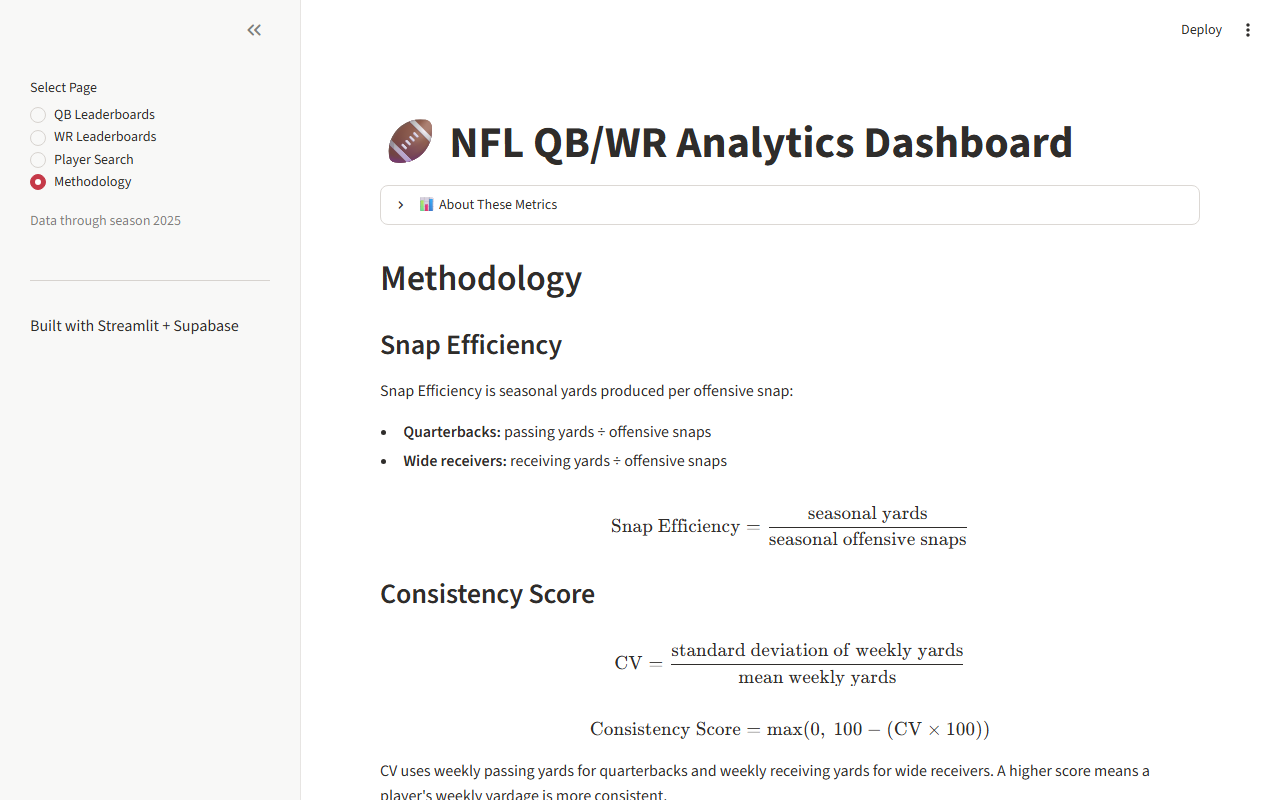 Deploy
Select Page
QB Leaderboards
WR Leaderboards
Player Search
Methodology
Data through season 2025
Built with Streamlit + Supabase
NFL QB/WR Analytics Dashboard
About These Metrics
Methodology
Snap Efficiency
Snap Efficiency is seasonal yards produced per offensive snap:
• Quarterbacks: passing yards ÷ offensive snaps
• Wide receivers: receiving yards ÷ offensive snaps
Snap Efficiency = seasonal yards / seasonal offensive snaps
Consistency Score
CV = standard deviation of weekly yards / mean weekly yards
Consistency Score = max(0, 100 − (CV × 100))
CV uses weekly passing yards for quarterbacks and weekly receiving yards for wide receivers. A higher score means a
player's weekly yardage is more consistent.